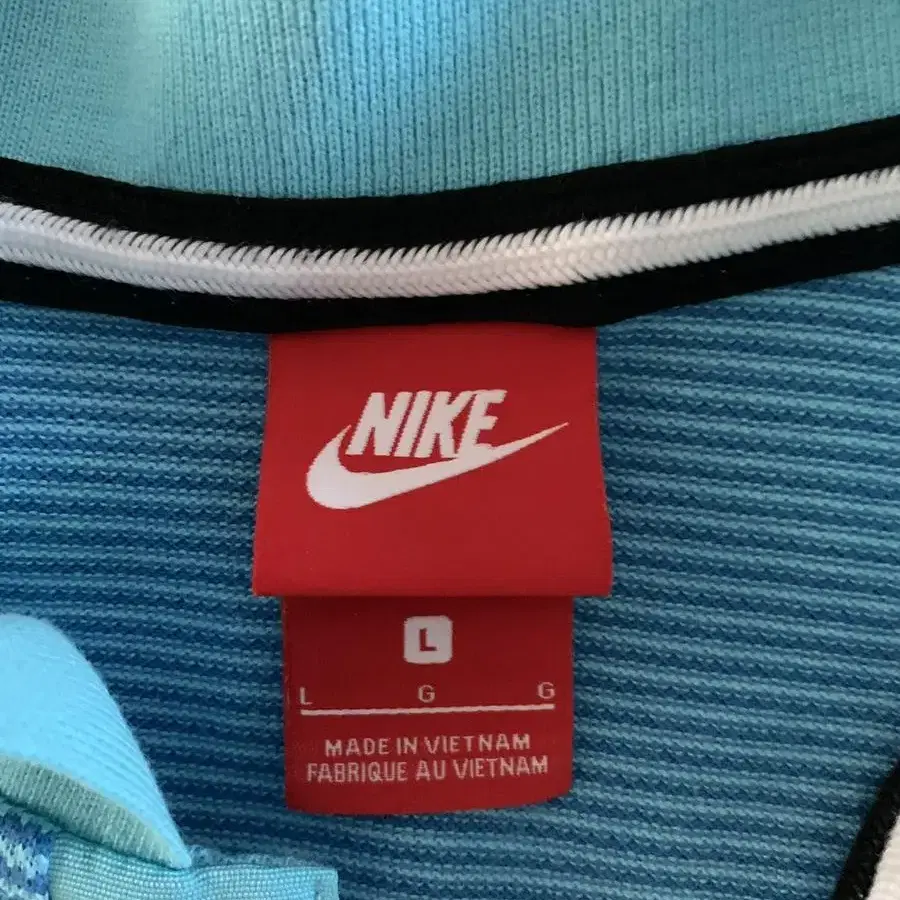 NIKE
L
L G G
MADE IN VIETNAM
FABRIQUE AU VIETNAM